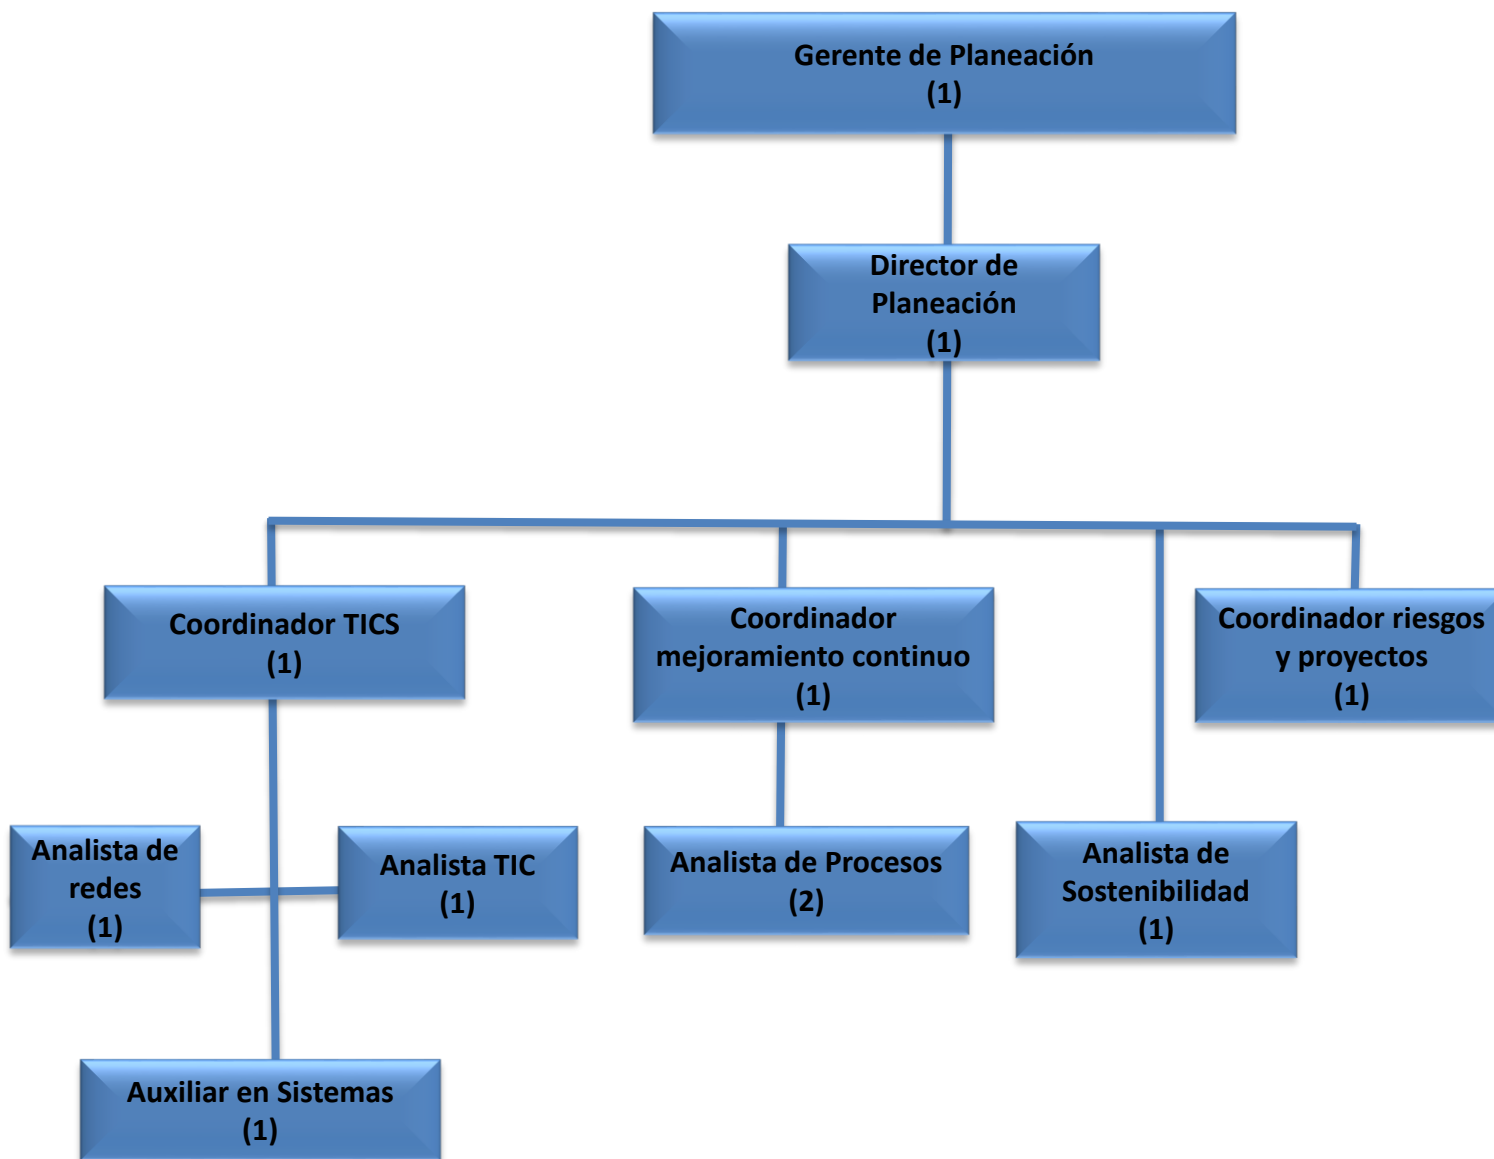 Gerente de Planeación
(1)
Director de
Planeación
(1)
Coordinador TICS
(1)
Coordinador
mejoramiento continuo
(1)
Coordinador riesgos
y proyectos
(1)
Analista de
redes
(1)
Analista TIC
(1)
Analista de Procesos
(2)
Analista de
Sostenibilidad
(1)
Auxiliar en Sistemas
(1)